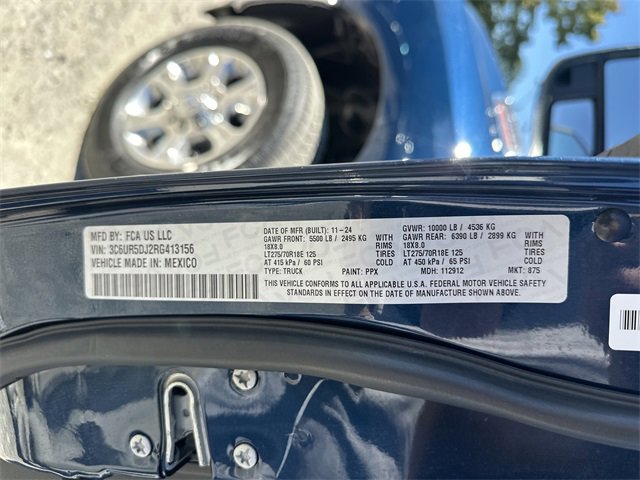 MFD BY: FCA US LLC
VIN: 3C6UR5DJ2RG413156
VEHICLE MADE IN: MEXICO
DATE OF MFR (BUILT): 11-24
GAWR FRONT: 5500 LB / 2495 KG WITH
18X8.0 RIMS
LT275/70R18E 125 TIRES
AT 415 kPa / 60 PSI COLD
TYPE: TRUCK PAINT: PPX
GVWR: 10000 LB / 4536 KG
GAWR REAR: 6390 LB / 2899 KG WITH
18X8.0 RIMS
LT275/70R18E 125 TIRES
AT 450 kPa / 65 PSI COLD
MDH: 112912 MKT: 875
THIS VEHICLE CONFORMS TO ALL APPLICABLE U.S.A. FEDERAL MOTOR VEHICLE SAFETY
STANDARDS IN EFFECT ON THE DATE OF MANUFACTURE SHOWN ABOVE.